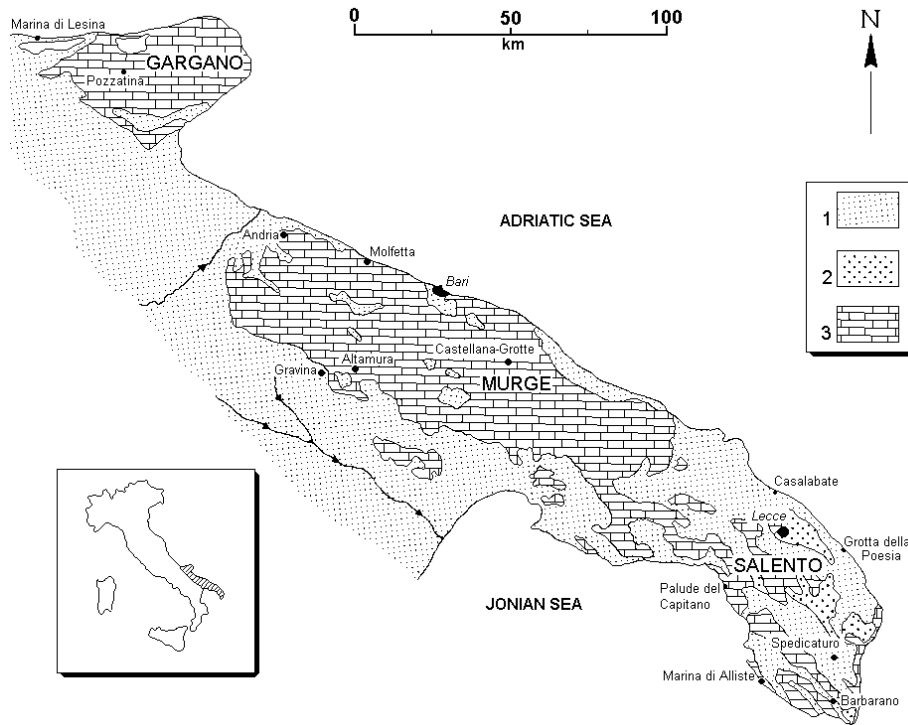 0 50 100
km
N
Marina di Lesina
GARGANO
Pozzatina
1
2
3
ADRIATIC SEA
Andria
Molfetta
Bari
Castellana-Grotte
Altamura
Gravina
MURGE
Casalabate
Lecce
Grotta della
Poesia
SALENTO
Palude del
Capitano
JONIAN SEA
Spedicaturo
Marina di Alliste
Barbarano